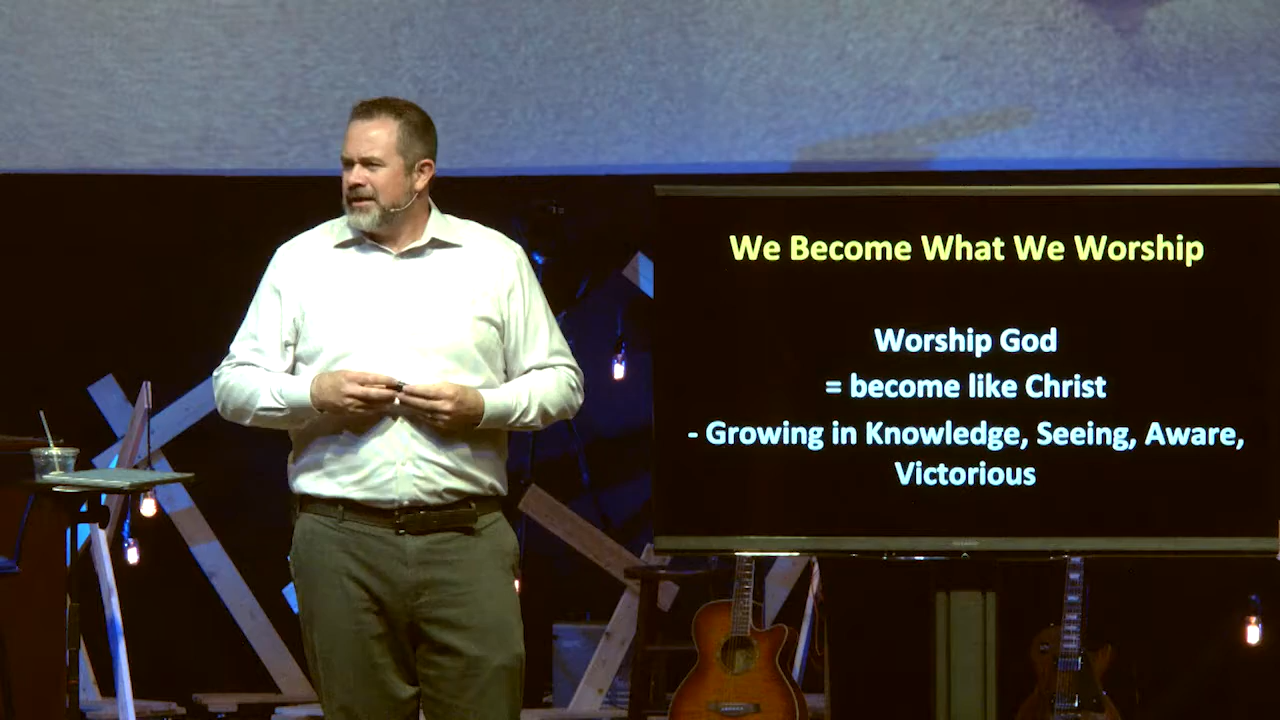 We Become What We Worship
Worship God
= become like Christ
- Growing in Knowledge, Seeing, Aware,
Victorious